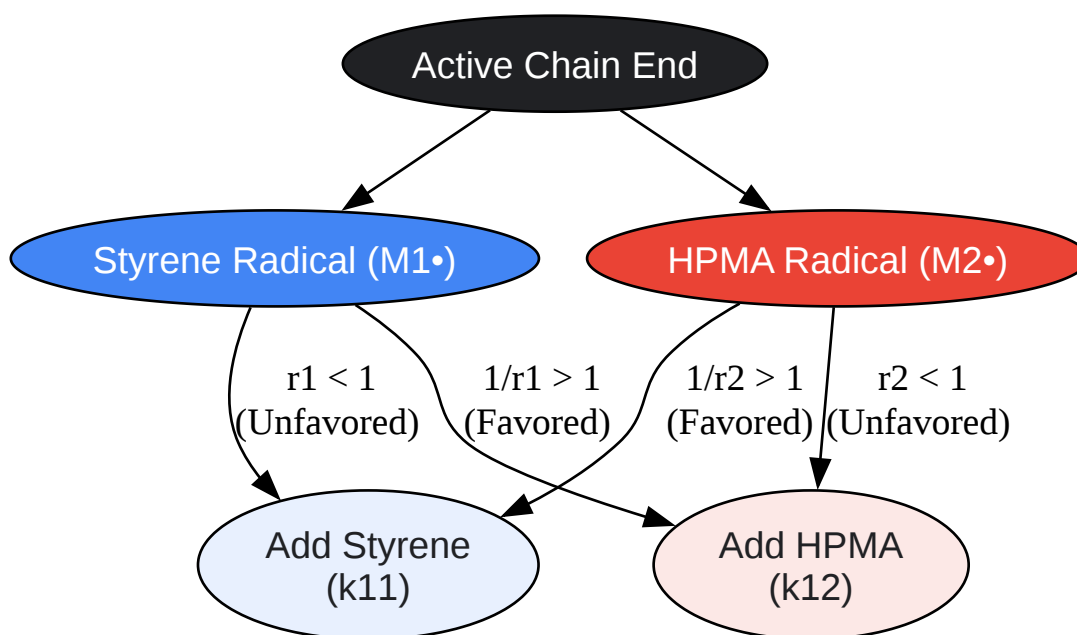 Active Chain End
Styrene Radical (M1•)
HPMA Radical (M2•)
r1 < 1
(Unfavored)
1/r1 > 1
(Favored)
1/r2 > 1
(Favored)
r2 < 1
(Unfavored)
Add Styrene
(k11)
Add HPMA
(k12)